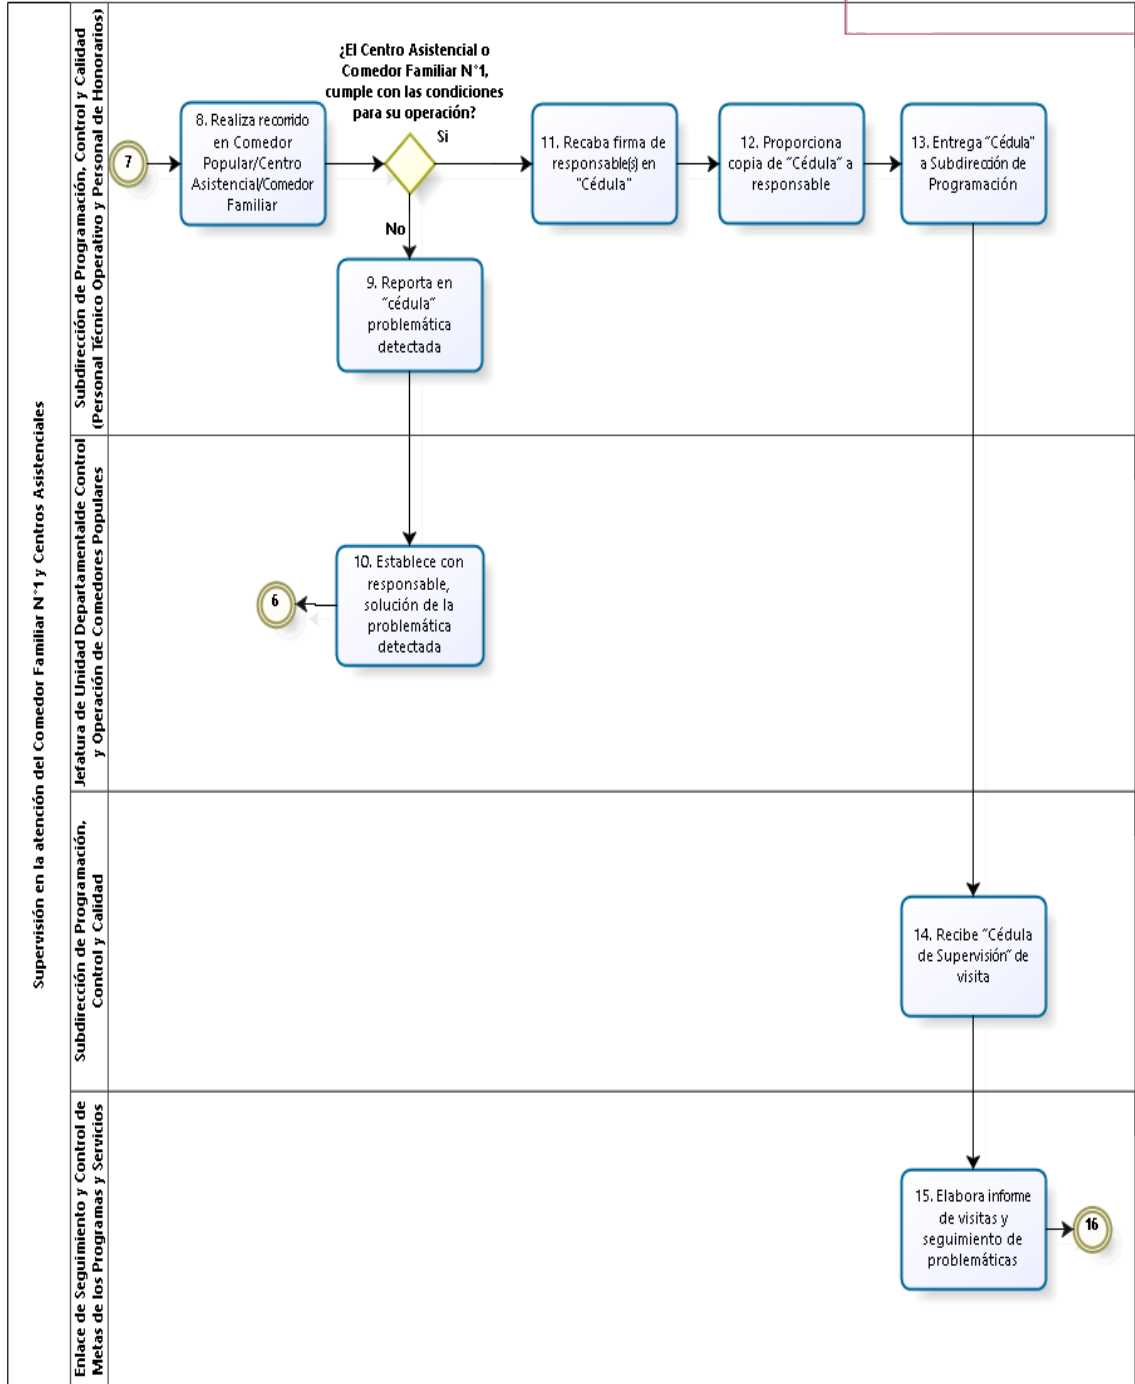 Supervisión en la atención del Comedor Familiar N°1 y Centros Asistenciales
Subdirección de Programación, Control y Calidad
(Personal Técnico Operativo y Personal de Honorarios)
¿El Centro Asistencial o
Comedor Familiar N°1,
cumple con las condiciones
para su operación?
7
8. Realiza recorrido
en Comedor
Popular/Centro
Asistencial/Comedor
Familiar
Si
No
11. Recaba firma de
responsable(s) en
"Cédula"
12. Proporciona
copia de "Cédula" a
responsable
13. Entrega "Cédula"
a Subdirección de
Programación
9. Reporta en
"cédula"
problemática
detectada
Jefatura de Unidad Departamentalde Control
y Operación de Comedores Populares
6
10. Establece con
responsable,
solución de la
problemática
detectada
Subdirección de Programación,
Control y Calidad
14. Recibe "Cédula
de Supervisión" de
visita
Enlace de Seguimiento y Control de
Metas de los Programas y Servicios
15. Elabora informe
de visitas y
seguimiento de
problemáticas
16